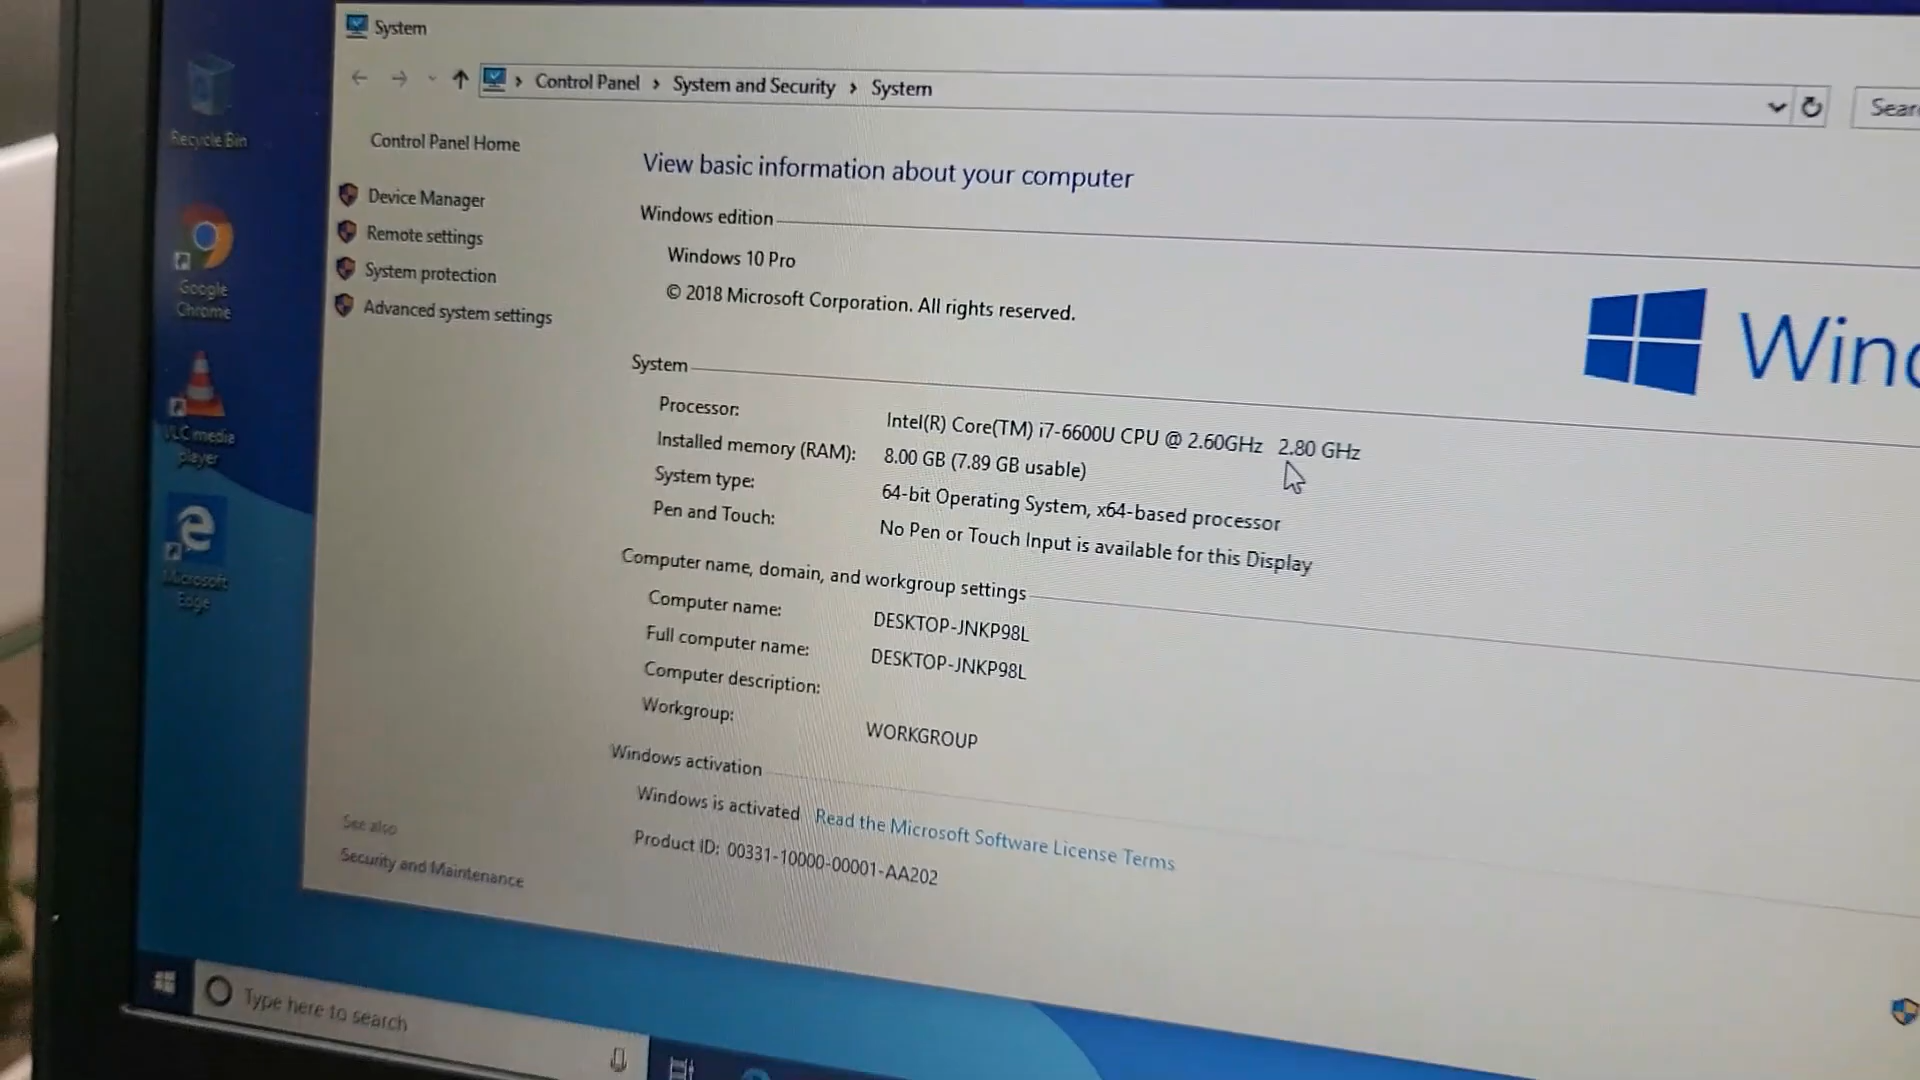 System
Control Panel › System and Security › System
Sear
Recycle Bin
Google
Chrome
VLC media
player
Microsoft
Edge
Control Panel Home
Device Manager
Remote settings
System protection
Advanced system settings
See also
Security and Maintenance
View basic information about your computer
Windows edition
Windows 10 Pro
© 2018 Microsoft Corporation. All rights reserved.
Wind
System
Processor: Intel(R) Core(TM) i7-6600U CPU @ 2.60GHz 2.80 GHz
Installed memory (RAM): 8.00 GB (7.89 GB usable)
System type: 64-bit Operating System, x64-based processor
Pen and Touch: No Pen or Touch Input is available for this Display
Computer name, domain, and workgroup settings
Computer name: DESKTOP-JNKP98L
Full computer name: DESKTOP-JNKP98L
Computer description:
Workgroup: WORKGROUP
Windows activation
Windows is activated Read the Microsoft Software License Terms
Product ID: 00331-10000-00001-AA202
Type here to search